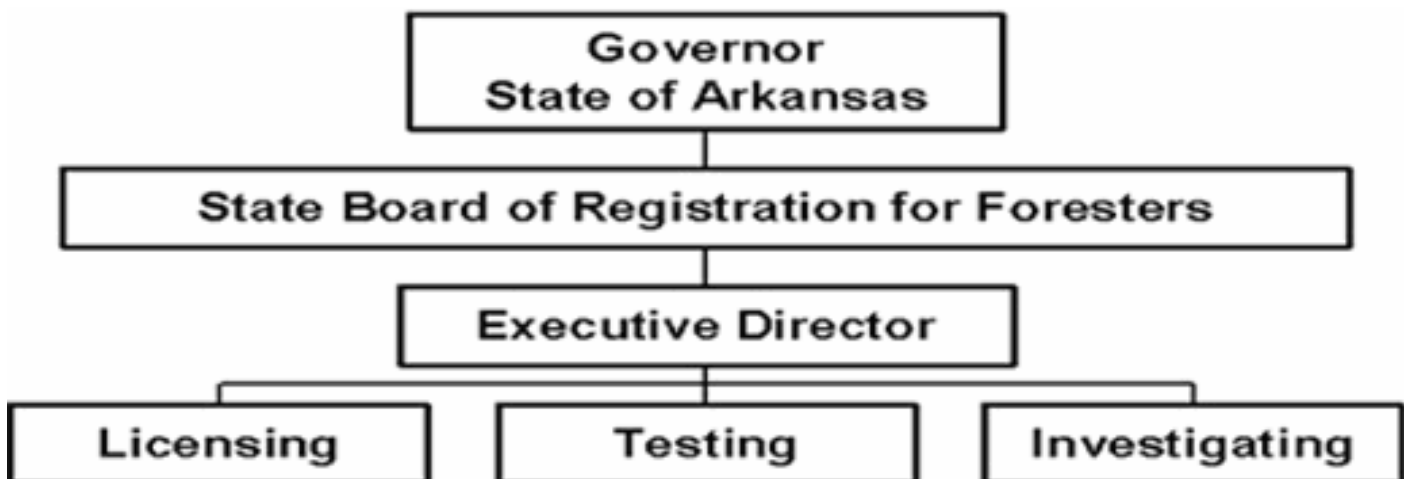 Governor
State of Arkansas
State Board of Registration for Foresters
Executive Director
Licensing
Testing
Investigating